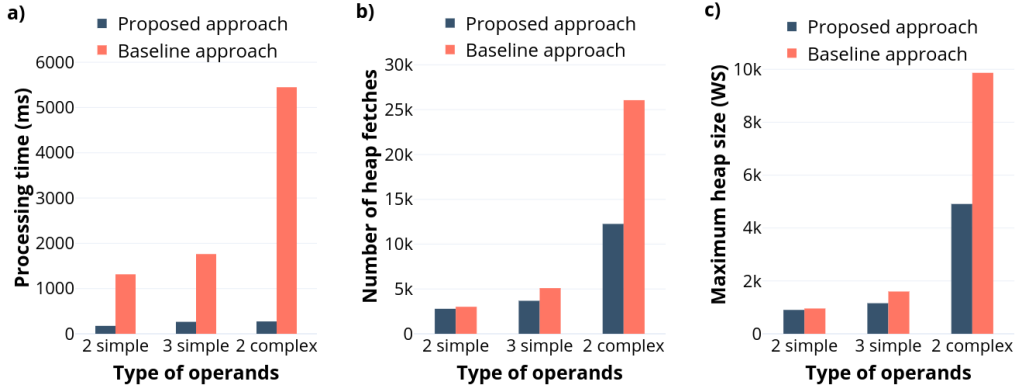 a)
Proposed approach
Baseline approach
Processing time (ms)
6000
5000
4000
3000
2000
1000
0
2 simple 3 simple 2 complex
Type of operands
b)
Proposed approach
Baseline approach
Number of heap fetches
30k
25k
20k
15k
10k
5k
0
2 simple 3 simple 2 complex
Type of operands
c)
Proposed approach
Baseline approach
Maximum heap size (WS)
10k
8k
6k
4k
2k
0
2 simple 3 simple 2 complex
Type of operands